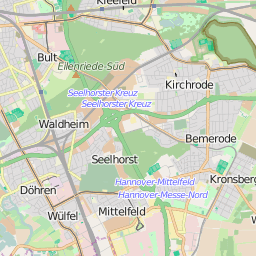 Kleefeld
Bult
Eilenriede Süd
Kirchrode
Seelhorster Kreuz
Seelhorster Kreuz
Waldheim
Bemerode
Seelhorst
Hannover-Mittelfeld
Kronsberg
Döhren
Hannover-Messe-Nord
Mittelfeld
Wülfel